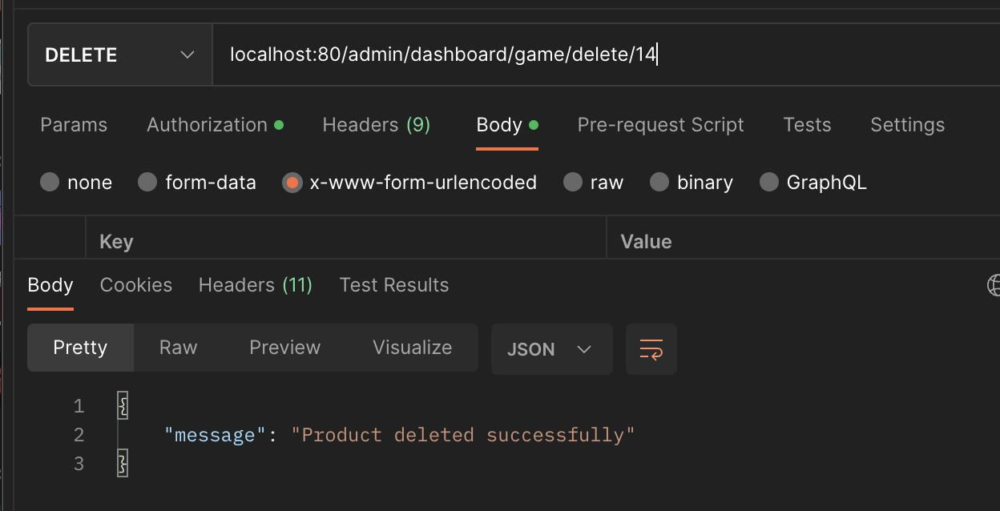 DELETE localhost:80/admin/dashboard/game/delete/14
Params Authorization Headers (9) Body Pre-request Script Tests Settings
none form-data x-www-form-urlencoded raw binary GraphQL
Key Value
Body Cookies Headers (11) Test Results
Pretty Raw Preview Visualize JSON
1 {
2 "message": "Product deleted successfully"
3 }